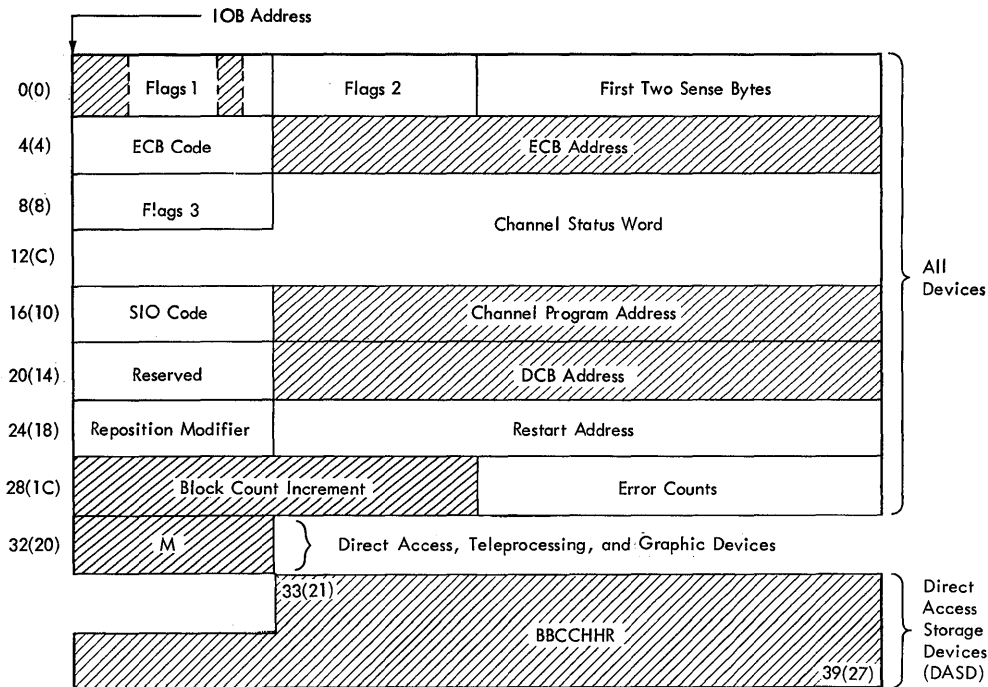 IOB Address
0(0)
Flags 1
Flags 2
First Two Sense Bytes
4(4)
ECB Code
ECB Address
8(8)
Flags 3
Channel Status Word
12(C)
All
Devices
16(10)
SIO Code
Channel Program Address
20(14)
Reserved
DCB Address
24(18)
Reposition Modifier
Restart Address
28(1C)
Block Count Increment
Error Counts
32(20)
M
Direct Access, Teleprocessing, and Graphic Devices
33(21)
BBCCHHR
39(27)
Direct
Access
Storage
Devices
(DASD)